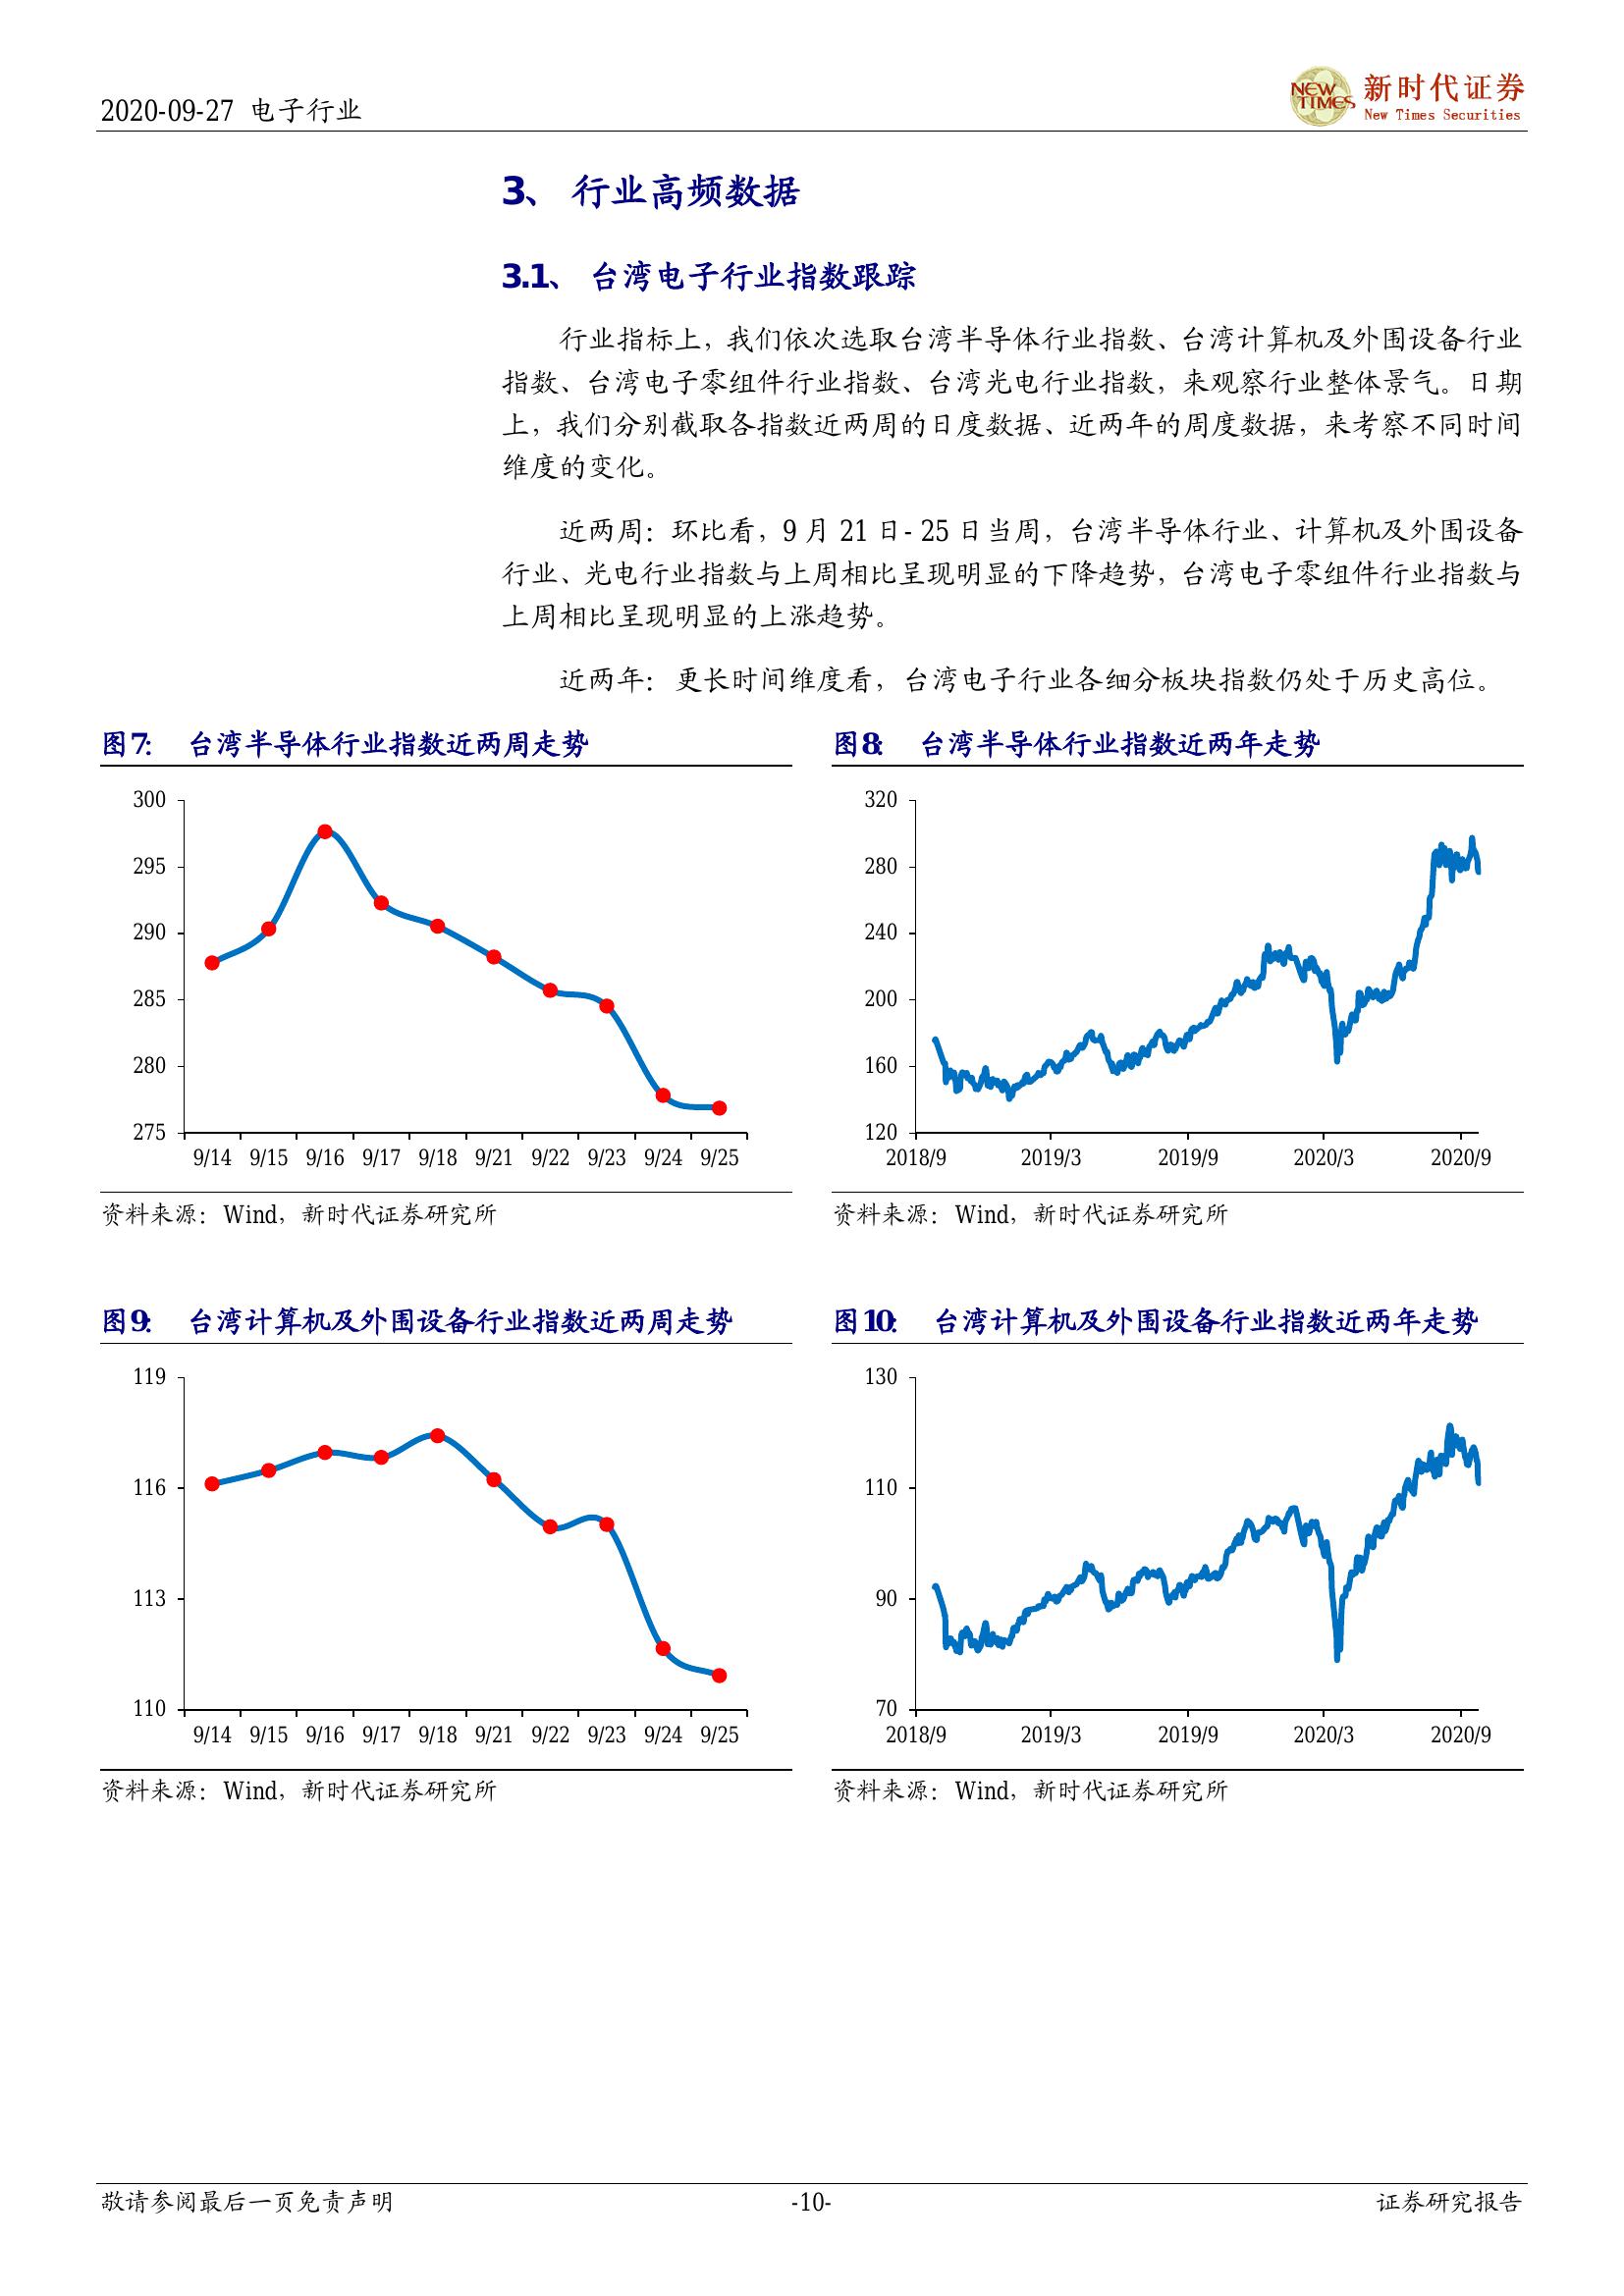 2020-09-27 电子行业
NEW TIMES 新时代证券
New Times Securities
3、 行业高频数据
3.1、 台湾电子行业指数跟踪
行业指标上，我们依次选取台湾半导体行业指数、台湾计算机及外围设备行业
指数、台湾电子零组件行业指数、台湾光电行业指数，来观察行业整体景气。日期
上，我们分别截取各指数近两周的日度数据、近两年的周度数据，来考察不同时间
维度的变化。
近两周：环比看，9 月 21 日- 25 日当周，台湾半导体行业、计算机及外围设备
行业、光电行业指数与上周相比呈现明显的下降趋势，台湾电子零组件行业指数与
上周相比呈现明显的上涨趋势。
近两年： 更长时间维度看，台湾电子行业各细分板块指数仍处于历史高位。
图7： 台湾半导体行业指数近两周走势
300
295
290
285
280
275
9/14 9/15 9/16 9/17 9/18 9/21 9/22 9/23 9/24 9/25
资料来源：Wind，新时代证券研究所
图8： 台湾半导体行业指数近两年走势
320
280
240
200
160
120
2018/9 2019/3 2019/9 2020/3 2020/9
资料来源：Wind，新时代证券研究所
图9： 台湾计算机及外围设备行业指数近两周走势
119
116
113
110
9/14 9/15 9/16 9/17 9/18 9/21 9/22 9/23 9/24 9/25
资料来源：Wind，新时代证券研究所
图10： 台湾计算机及外围设备行业指数近两年走势
130
110
90
70
2018/9 2019/3 2019/9 2020/3 2020/9
资料来源：Wind，新时代证券研究所
敬请参阅最后一页免责声明 -10- 证券研究报告